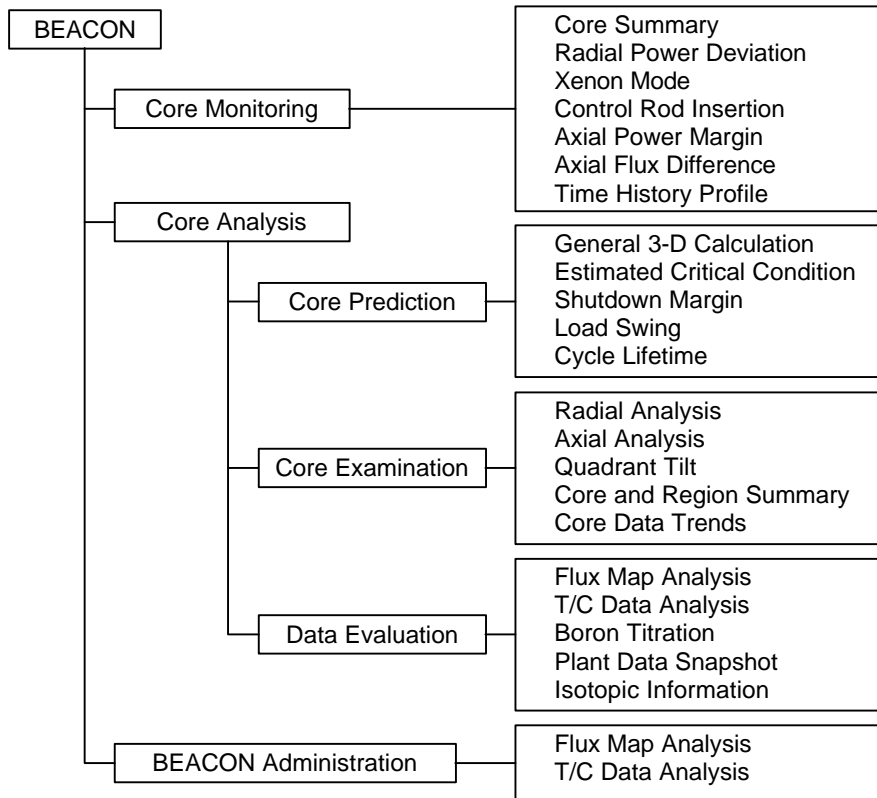 BEACON
Core Monitoring
Core Summary
Radial Power Deviation
Xenon Mode
Control Rod Insertion
Axial Power Margin
Axial Flux Difference
Time History Profile
Core Analysis
Core Prediction
General 3-D Calculation
Estimated Critical Condition
Shutdown Margin
Load Swing
Cycle Lifetime
Core Examination
Radial Analysis
Axial Analysis
Quadrant Tilt
Core and Region Summary
Core Data Trends
Data Evaluation
Flux Map Analysis
T/C Data Analysis
Boron Titration
Plant Data Snapshot
Isotopic Information
BEACON Administration
Flux Map Analysis
T/C Data Analysis